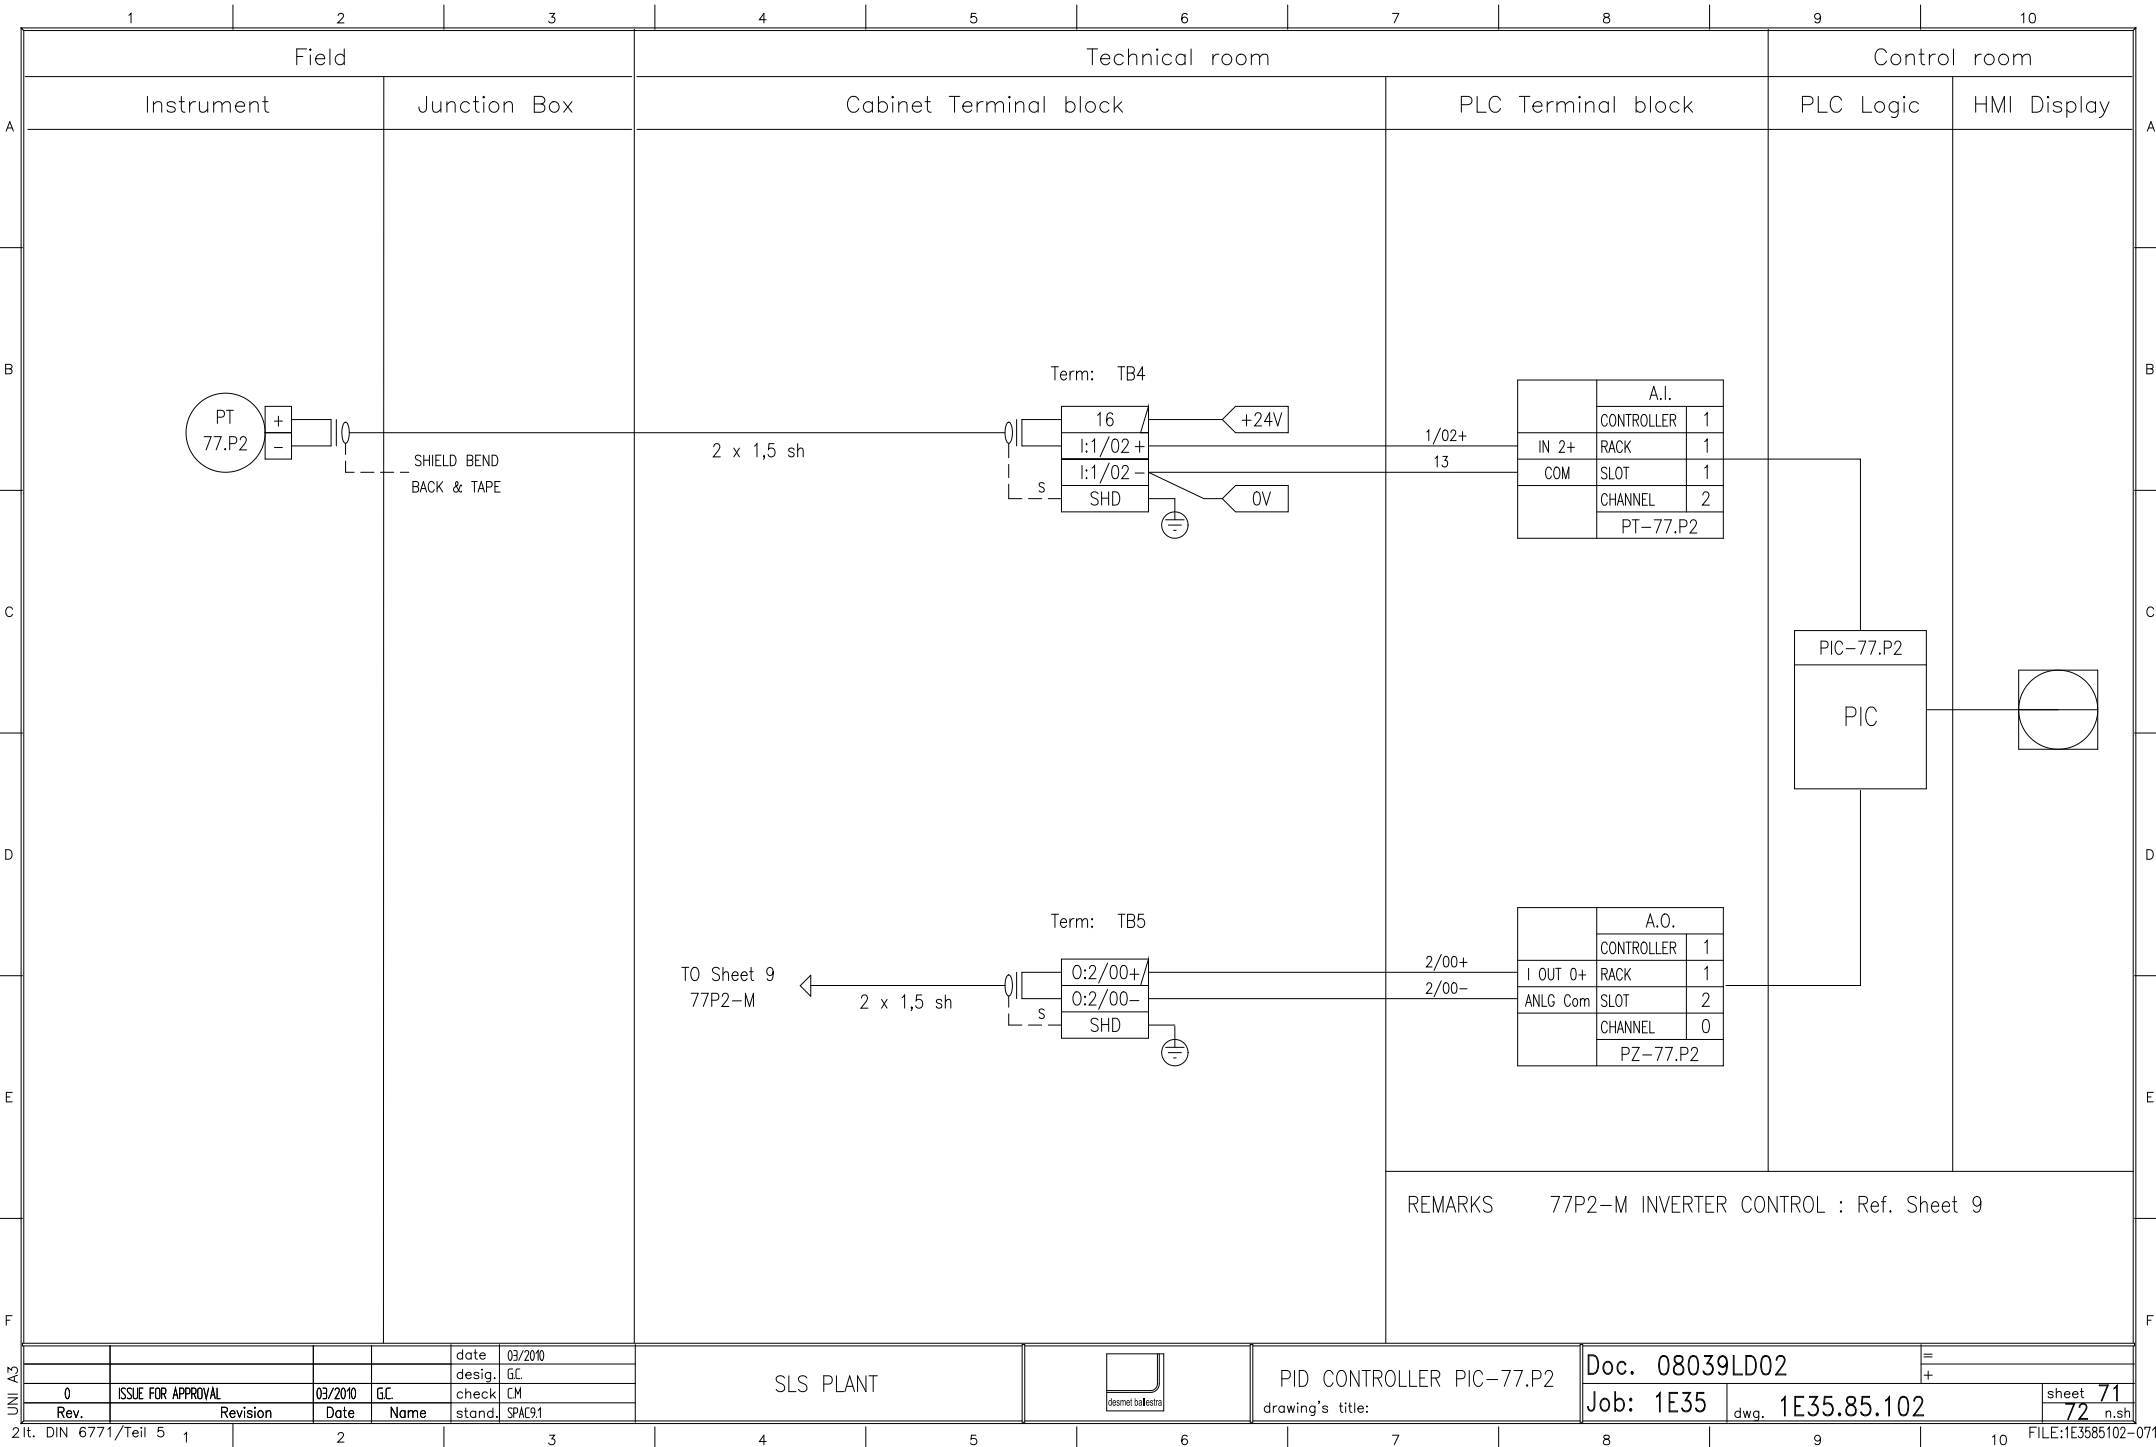 1 2 3 4 5 6 7 8 9 10
Field
Technical room
Control room
Instrument
Junction Box
Cabinet Terminal block
PLC Terminal block
PLC Logic
HMI Display
A
A
B
B
Term: TB4
PT
77.P2
+
-
SHIELD BEND
BACK & TAPE
2 x 1,5 sh
S
16
I:1/02 +
I:1/02 -
SHD
+24V
0V
1/02+
13
IN 2+
COM
A.I.
CONTROLLER 1
RACK 1
SLOT 1
CHANNEL 2
PT-77.P2
C
C
PIC-77.P2
PIC
D
D
Term: TB5
TO Sheet 9
77P2-M
2 x 1,5 sh
S
O:2/00+
O:2/00-
SHD
2/00+
2/00-
I OUT 0+
ANLG Com
A.O.
CONTROLLER 1
RACK 1
SLOT 2
CHANNEL 0
PZ-77.P2
E
E
REMARKS 77P2-M INVERTER CONTROL : Ref. Sheet 9
F
F
UNI A3
date 03/2010
desig. G.C.
0 ISSUE FOR APPROVAL 03/2010 G.C. check C.M
Rev. Revision Date Name stand. SPAC9.1
SLS PLANT
desmet ballestra
PID CONTROLLER PIC-77.P2
drawing's title:
Doc. 08039LD02
=
+
Job: 1E35
dwg. 1E35.85.102
sheet 71
72 n.sh
2lt. DIN 6771/Teil 5
1 2 3 4 5 6 7 8 9 10
FILE:1E3585102-071